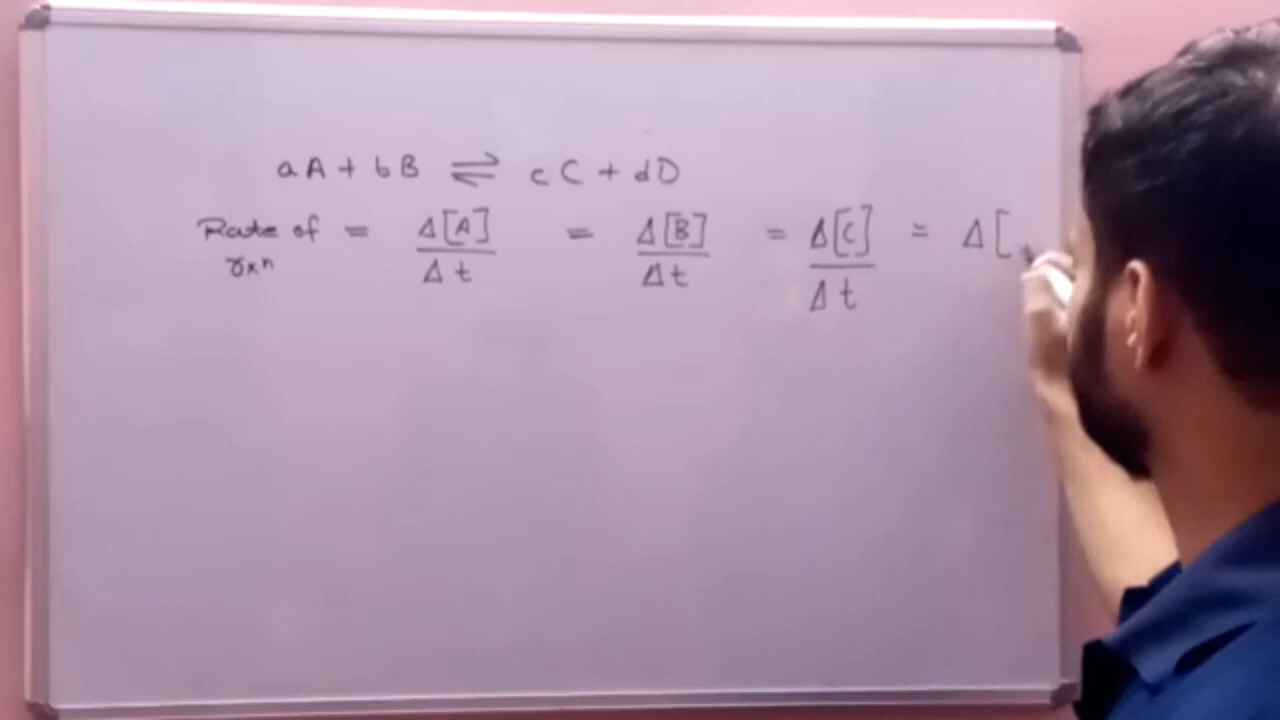 aA + bB ⇌ cC + dD
Rate of rxn = Δ[A]/Δt = Δ[B]/Δt = Δ[C]/Δt = Δ[